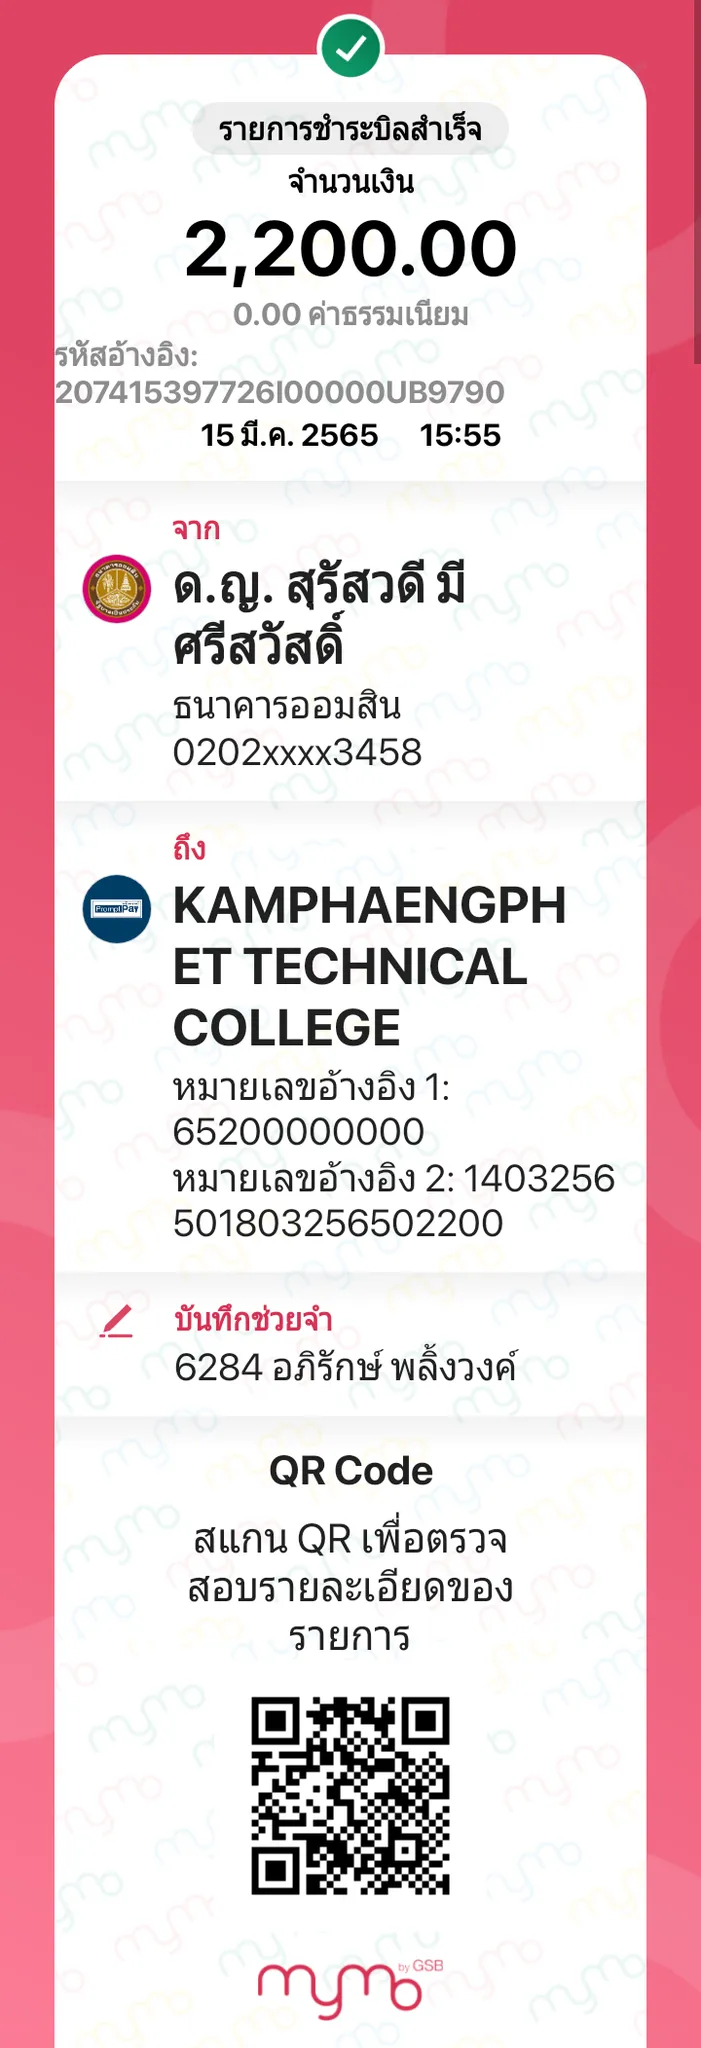 รายการชำระบิลสำเร็จ
จำนวนเงิน
2,200.00
0.00 ค่าธรรมเนียม
รหัสอ้างอิง:
207415397726I00000UB9790
15 มี.ค. 2565 15:55
จาก
ด.ญ. สุรัสวดี มี
ศรีสวัสดิ์
ธนาคารออมสิน
0202xxxx3458
ถึง
PromptPay
KAMPHAENGPH
ET TECHNICAL
COLLEGE
หมายเลขอ้างอิง 1:
65200000000
หมายเลขอ้างอิง 2: 1403256
501803256502200
บันทึกช่วยจำ
6284 อภิรักษ์ พลิ้งวงค์
QR Code
สแกน QR เพื่อตรวจ
สอบรายละเอียดของ
รายการ
mymo by GSB